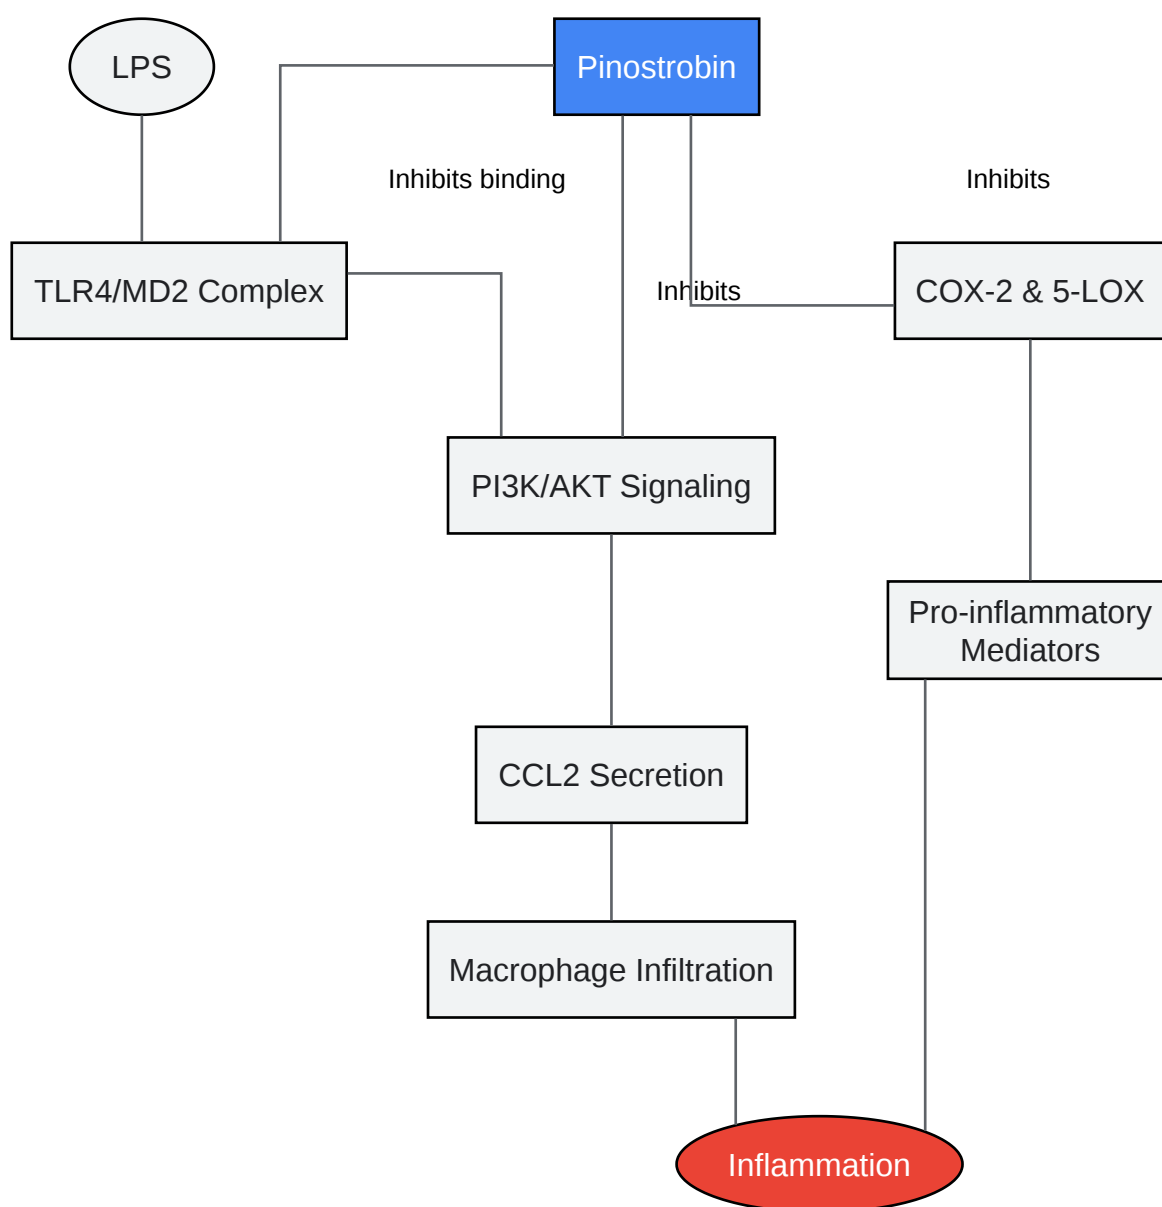 LPS
Pinostrobin
Inhibits binding
Inhibits
TLR4/MD2 Complex
Inhibits
COX-2 & 5-LOX
PI3K/AKT Signaling
Pro-inflammatory
Mediators
CCL2 Secretion
Macrophage Infiltration
Inflammation